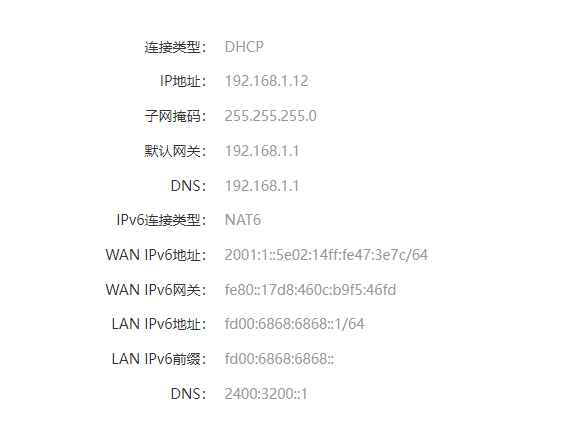 连接类型： DHCP
IP地址： 192.168.1.12
子网掩码： 255.255.255.0
默认网关： 192.168.1.1
DNS： 192.168.1.1
IPv6连接类型： NAT6
WAN IPv6地址： 2001:1::5e02:14ff:fe47:3e7c/64
WAN IPv6网关： fe80::17d8:460c:b9f5:46fd
LAN IPv6地址： fd00:6868:6868::1/64
LAN IPv6前缀： fd00:6868:6868::
DNS： 2400:3200::1